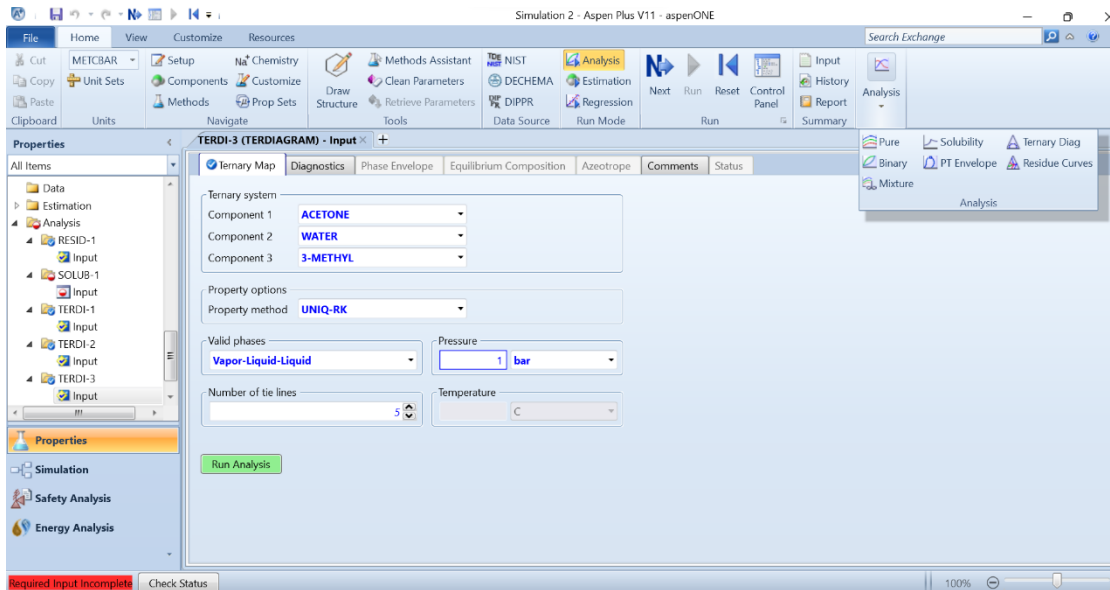 Simulation 2 - Aspen Plus V11 - aspenONE
File Home View Customize Resources Search Exchange
Cut METCBAR Setup Na+ Chemistry Methods Assistant NIST Analysis Input
Copy Unit Sets Components Customize Draw Structure Clean Parameters DECHEMA Estimation Next Run Reset Control Panel History Analysis
Paste Methods Prop Sets Retrieve Parameters DIPPR Regression Report
Clipboard Units Navigate Tools Data Source Run Mode Run Summary
Pure Solubility Ternary Diag
Binary PT Envelope Residue Curves
Mixture
Analysis
Properties
All Items
Data
Estimation
Analysis
RESID-1
Input
SOLUB-1
Input
TERDI-1
Input
TERDI-2
Input
TERDI-3
Input
Properties
Simulation
Safety Analysis
Energy Analysis
TERDI-3 (TERDIAGRAM) - Input × +
Ternary Map Diagnostics Phase Envelope Equilibrium Composition Azeotrope Comments Status
Ternary system
Component 1 ACETONE
Component 2 WATER
Component 3 3-METHYL
Property options
Property method UNIQ-RK
Valid phases Pressure
Vapor-Liquid-Liquid 1 bar
Number of tie lines Temperature
5 C
Run Analysis
Required Input Incomplete Check Status 100%